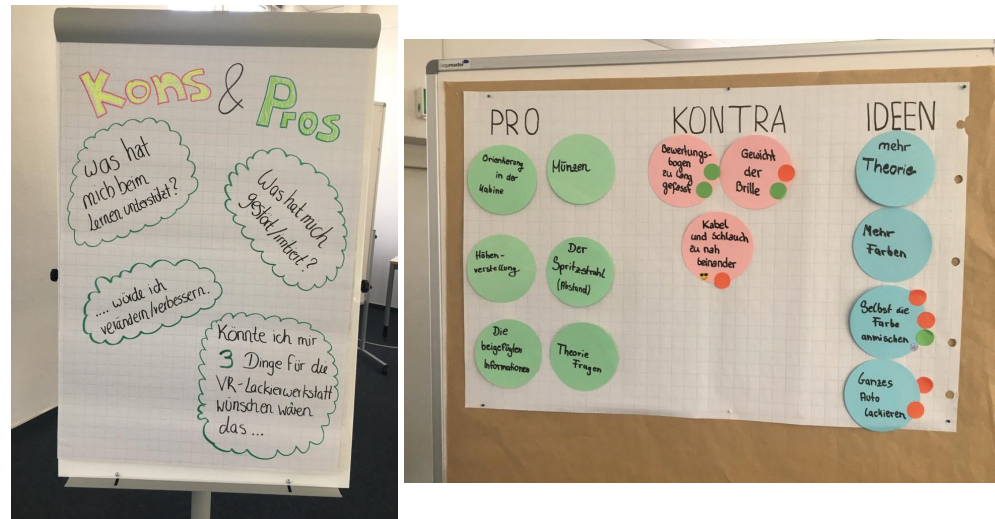 Kons & Pros
Was hat
mich beim
Lernen unterstützt?
Was hat mich
gestört/irritiert?
.... würde ich
verändern/verbessern.
Könnte ich mir
3 Dinge für die
VR-Lackierwerkstatt
wünschen wären
das ...
PRO
Orientierung
in der
Kabine
Münzen
Höhen-
verstellung
Der
Spritzstrahl
(Abstand)
Die
beigefügten
Informationen
Theorie
Fragen
KONTRA
Bewertungs-
bogen
zu lang
gefasst
Gewicht
der
Brille
Kabel
und Schlauch
zu nah
beinander
IDEEN
mehr
Theorie
Mehr
Farben
Selbst die
Farbe
anmischen
Ganzes
Auto
lackieren